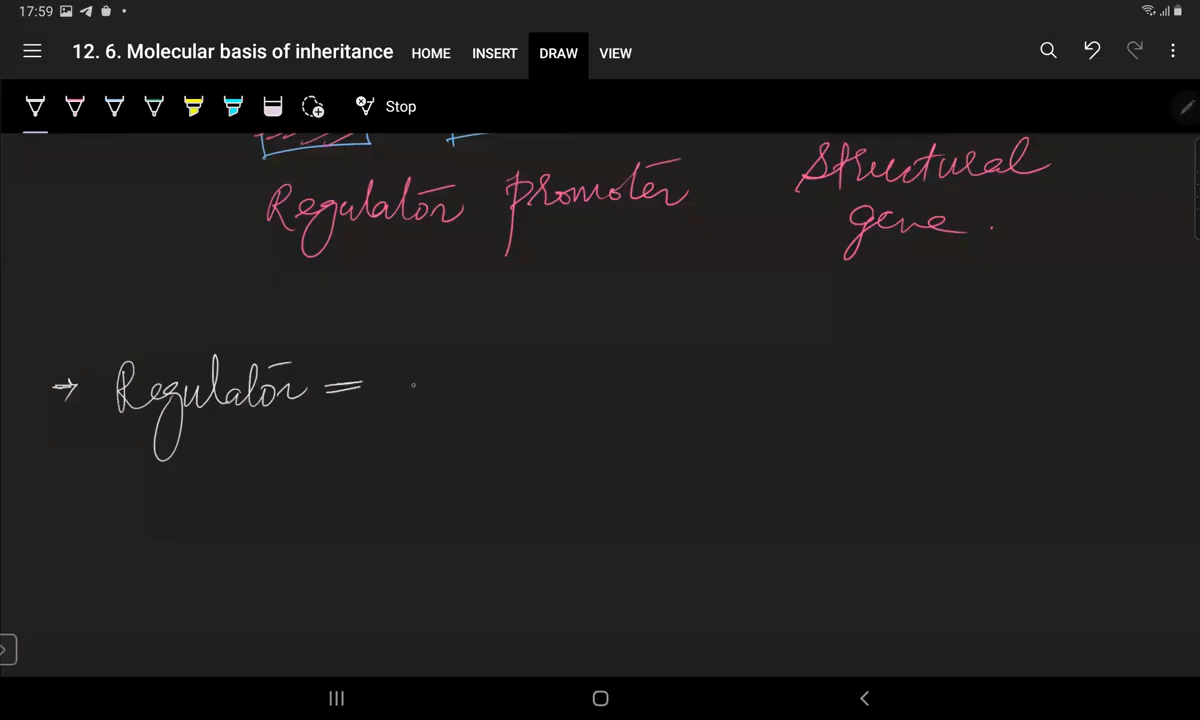 17:59
12. 6. Molecular basis of inheritance HOME INSERT DRAW VIEW
Stop
Regulator promoter Structural
gene.
→ Regulator =